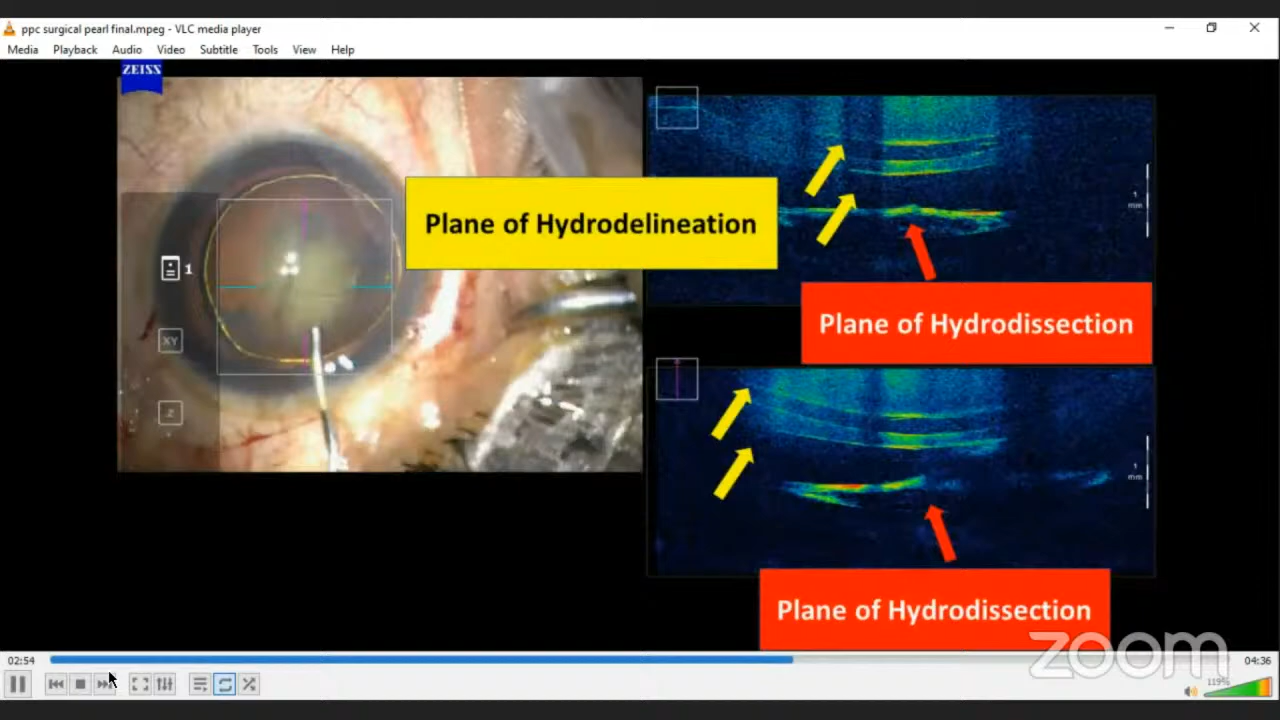 ppc surgical pearl final.mpeg - VLC media player
Media Playback Audio Video Subtitle Tools View Help
ZEISS
Plane of Hydrodelineation
1
mm
Plane of Hydrodissection
1
XY
Z
1
mm
Plane of Hydrodissection
zoom
02:54
04:36
119%